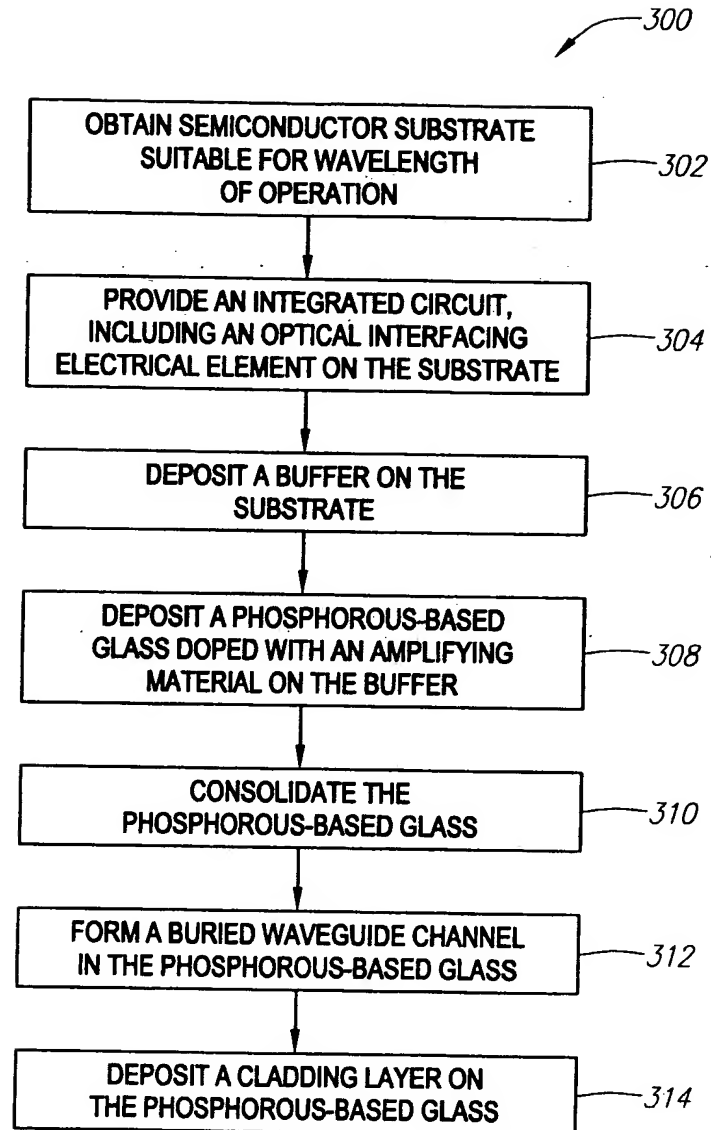 300
OBTAIN SEMICONDUCTOR SUBSTRATE
SUITABLE FOR WAVELENGTH
OF OPERATION
302
PROVIDE AN INTEGRATED CIRCUIT,
INCLUDING AN OPTICAL INTERFACING
ELECTRICAL ELEMENT ON THE SUBSTRATE
304
DEPOSIT A BUFFER ON THE
SUBSTRATE
306
DEPOSIT A PHOSPHOROUS-BASED
GLASS DOPED WITH AN AMPLIFYING
MATERIAL ON THE BUFFER
308
CONSOLIDATE THE
PHOSPHOROUS-BASED GLASS
310
FORM A BURIED WAVEGUIDE CHANNEL
IN THE PHOSPHOROUS-BASED GLASS
312
DEPOSIT A CLADDING LAYER ON
THE PHOSPHOROUS-BASED GLASS
314